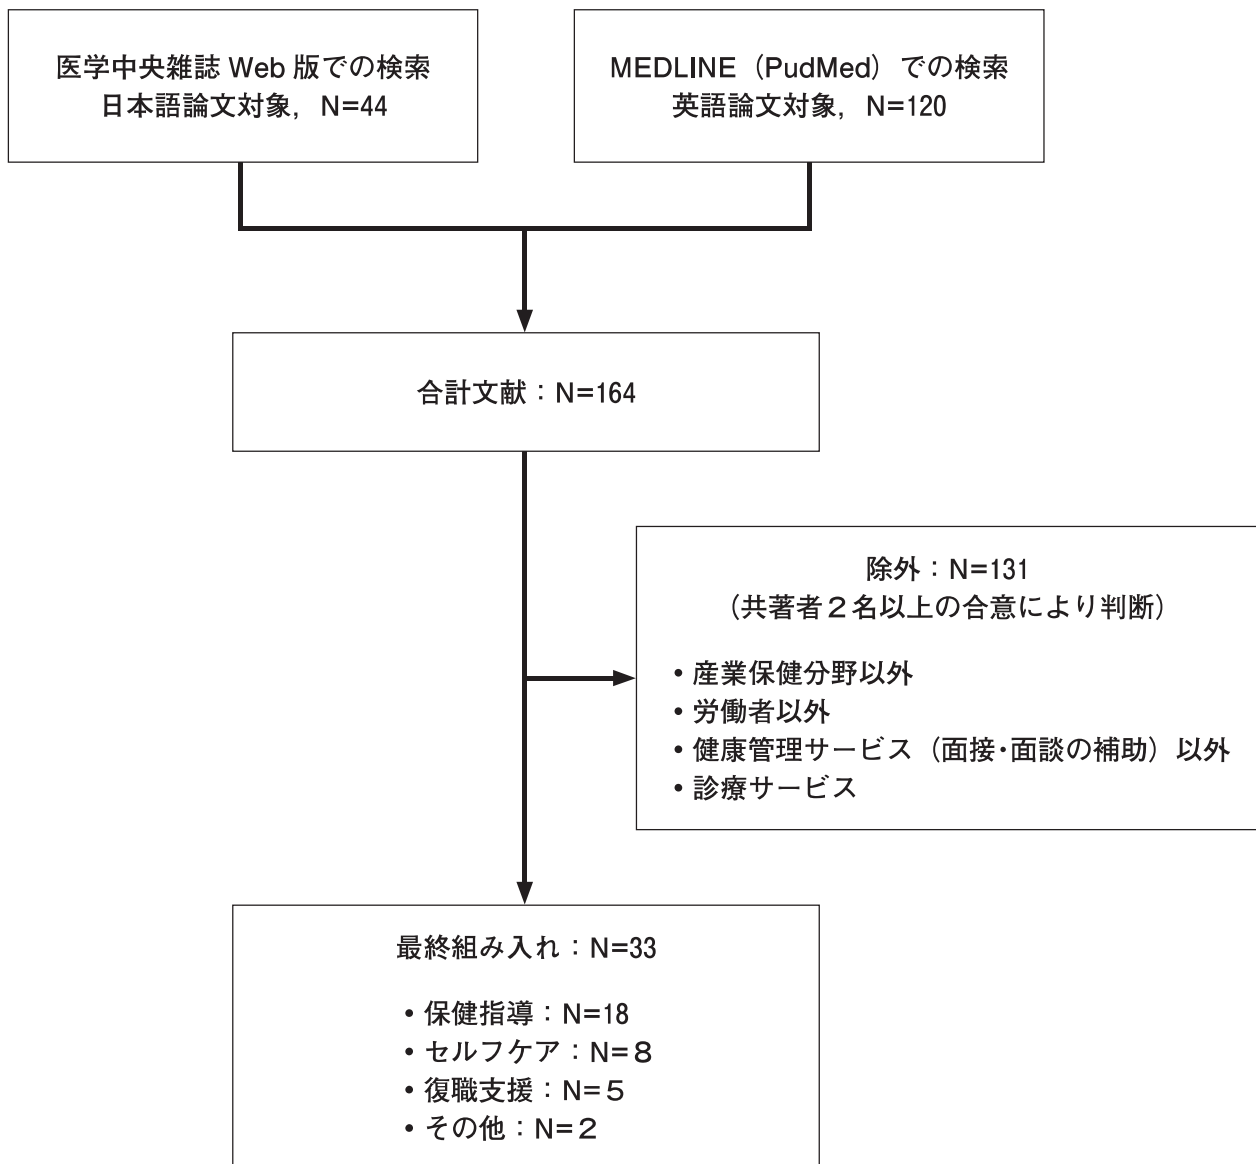 医学中央雑誌 Web 版での検索
日本語論文対象，N=44
MEDLINE（PudMed）での検索
英語論文対象，N=120
合計文献：N=164
除外：N=131
（共著者２名以上の合意により判断）
・産業保健分野以外
・労働者以外
・健康管理サービス（面接・面談の補助）以外
・診療サービス
最終組み入れ：N=33
・保健指導：N=18
・セルフケア：N=８
・復職支援：N=５
・その他：N=２